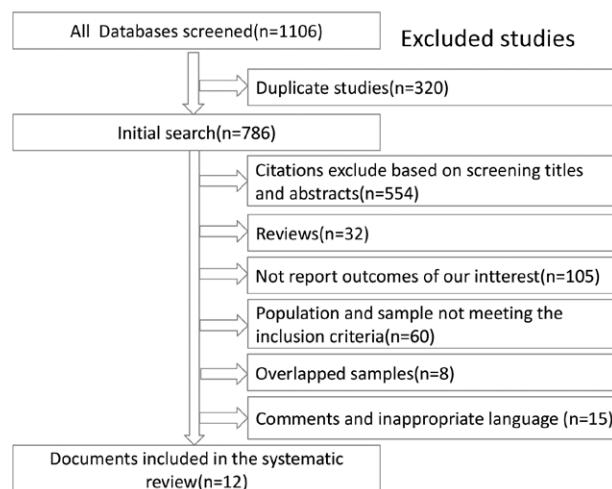 All Databases screened(n=1106)
Excluded studies
Duplicate studies(n=320)
Initial search(n=786)
Citations exclude based on screening titles
and abstracts(n=554)
Reviews(n=32)
Not report outcomes of our intterest(n=105)
Population and sample not meeting the
inclusion criteria(n=60)
Overlapped samples(n=8)
Comments and inappropriate language (n=15)
Documents included in the systematic
review(n=12)